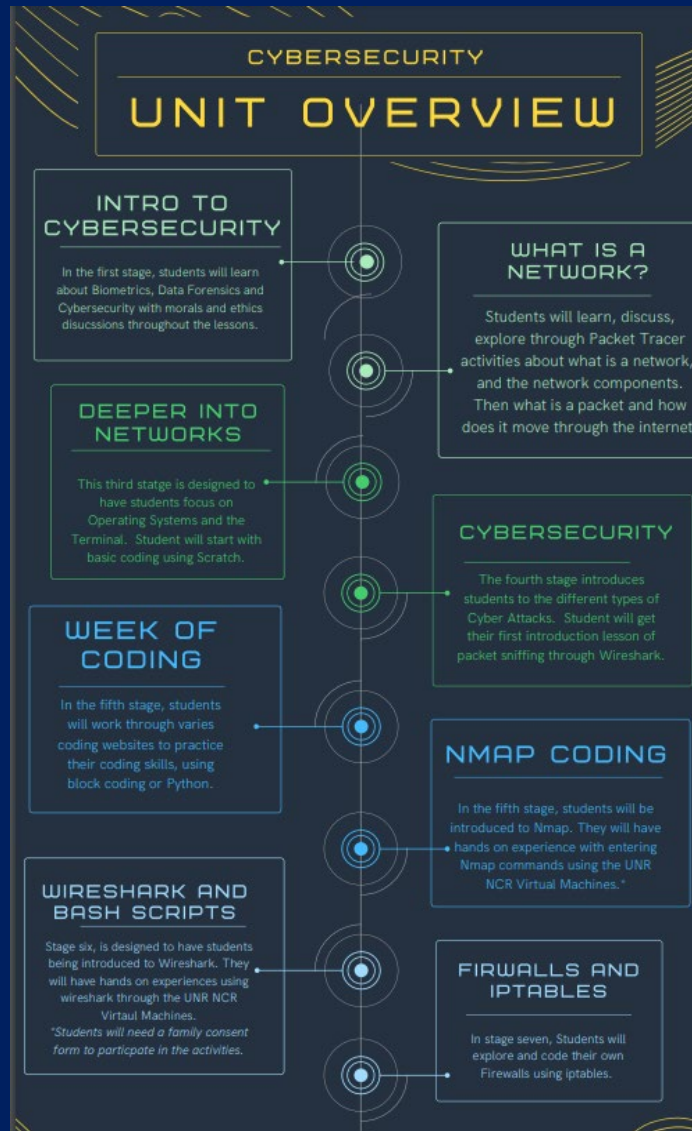 CYBERSECURITY
UNIT OVERVIEW
INTRO TO
CYBERSECURITY
In the first stage, students will learn
about Biometrics, Data Forensics and
Cybersecurity with morals and ethics
disucssions throughout the lessons.
WHAT IS A
NETWORK?
Students will learn, discuss,
explore through Packet Tracer
activities about what is a network,
and the network components.
Then what is a packet and how
does it move through the internet
DEEPER INTO
NETWORKS
This third statge is designed to
have students focus on
Operating Systems and the
Terminal. Student will start with
basic coding using Scratch.
CYBERSECURITY
The fourth stage introduces
students to the different types of
Cyber Attacks. Student will get
their first introduction lesson of
packet sniffing through Wireshark.
WEEK OF
CODING
In the fifth stage, students
will work through varies
coding websites to practice
their coding skills, using
block coding or Python.
NMAP CODING
In the fifth stage, students will be
introduced to Nmap. They will have
hands on experience with entering
Nmap commands using the UNR
NCR Virtual Machines.*
WIRESHARK AND
BASH SCRIPTS
Stage six, is designed to have students
being introduced to Wireshark. They
will have hands on experiences using
wireshark through the UNR NCR
Virtaul Machines.
*Students will need a family consent
form to particpate in the activities.
FIRWALLS AND
IPTABLES
In stage seven, Students will
explore and code their own
Firewalls using iptables.